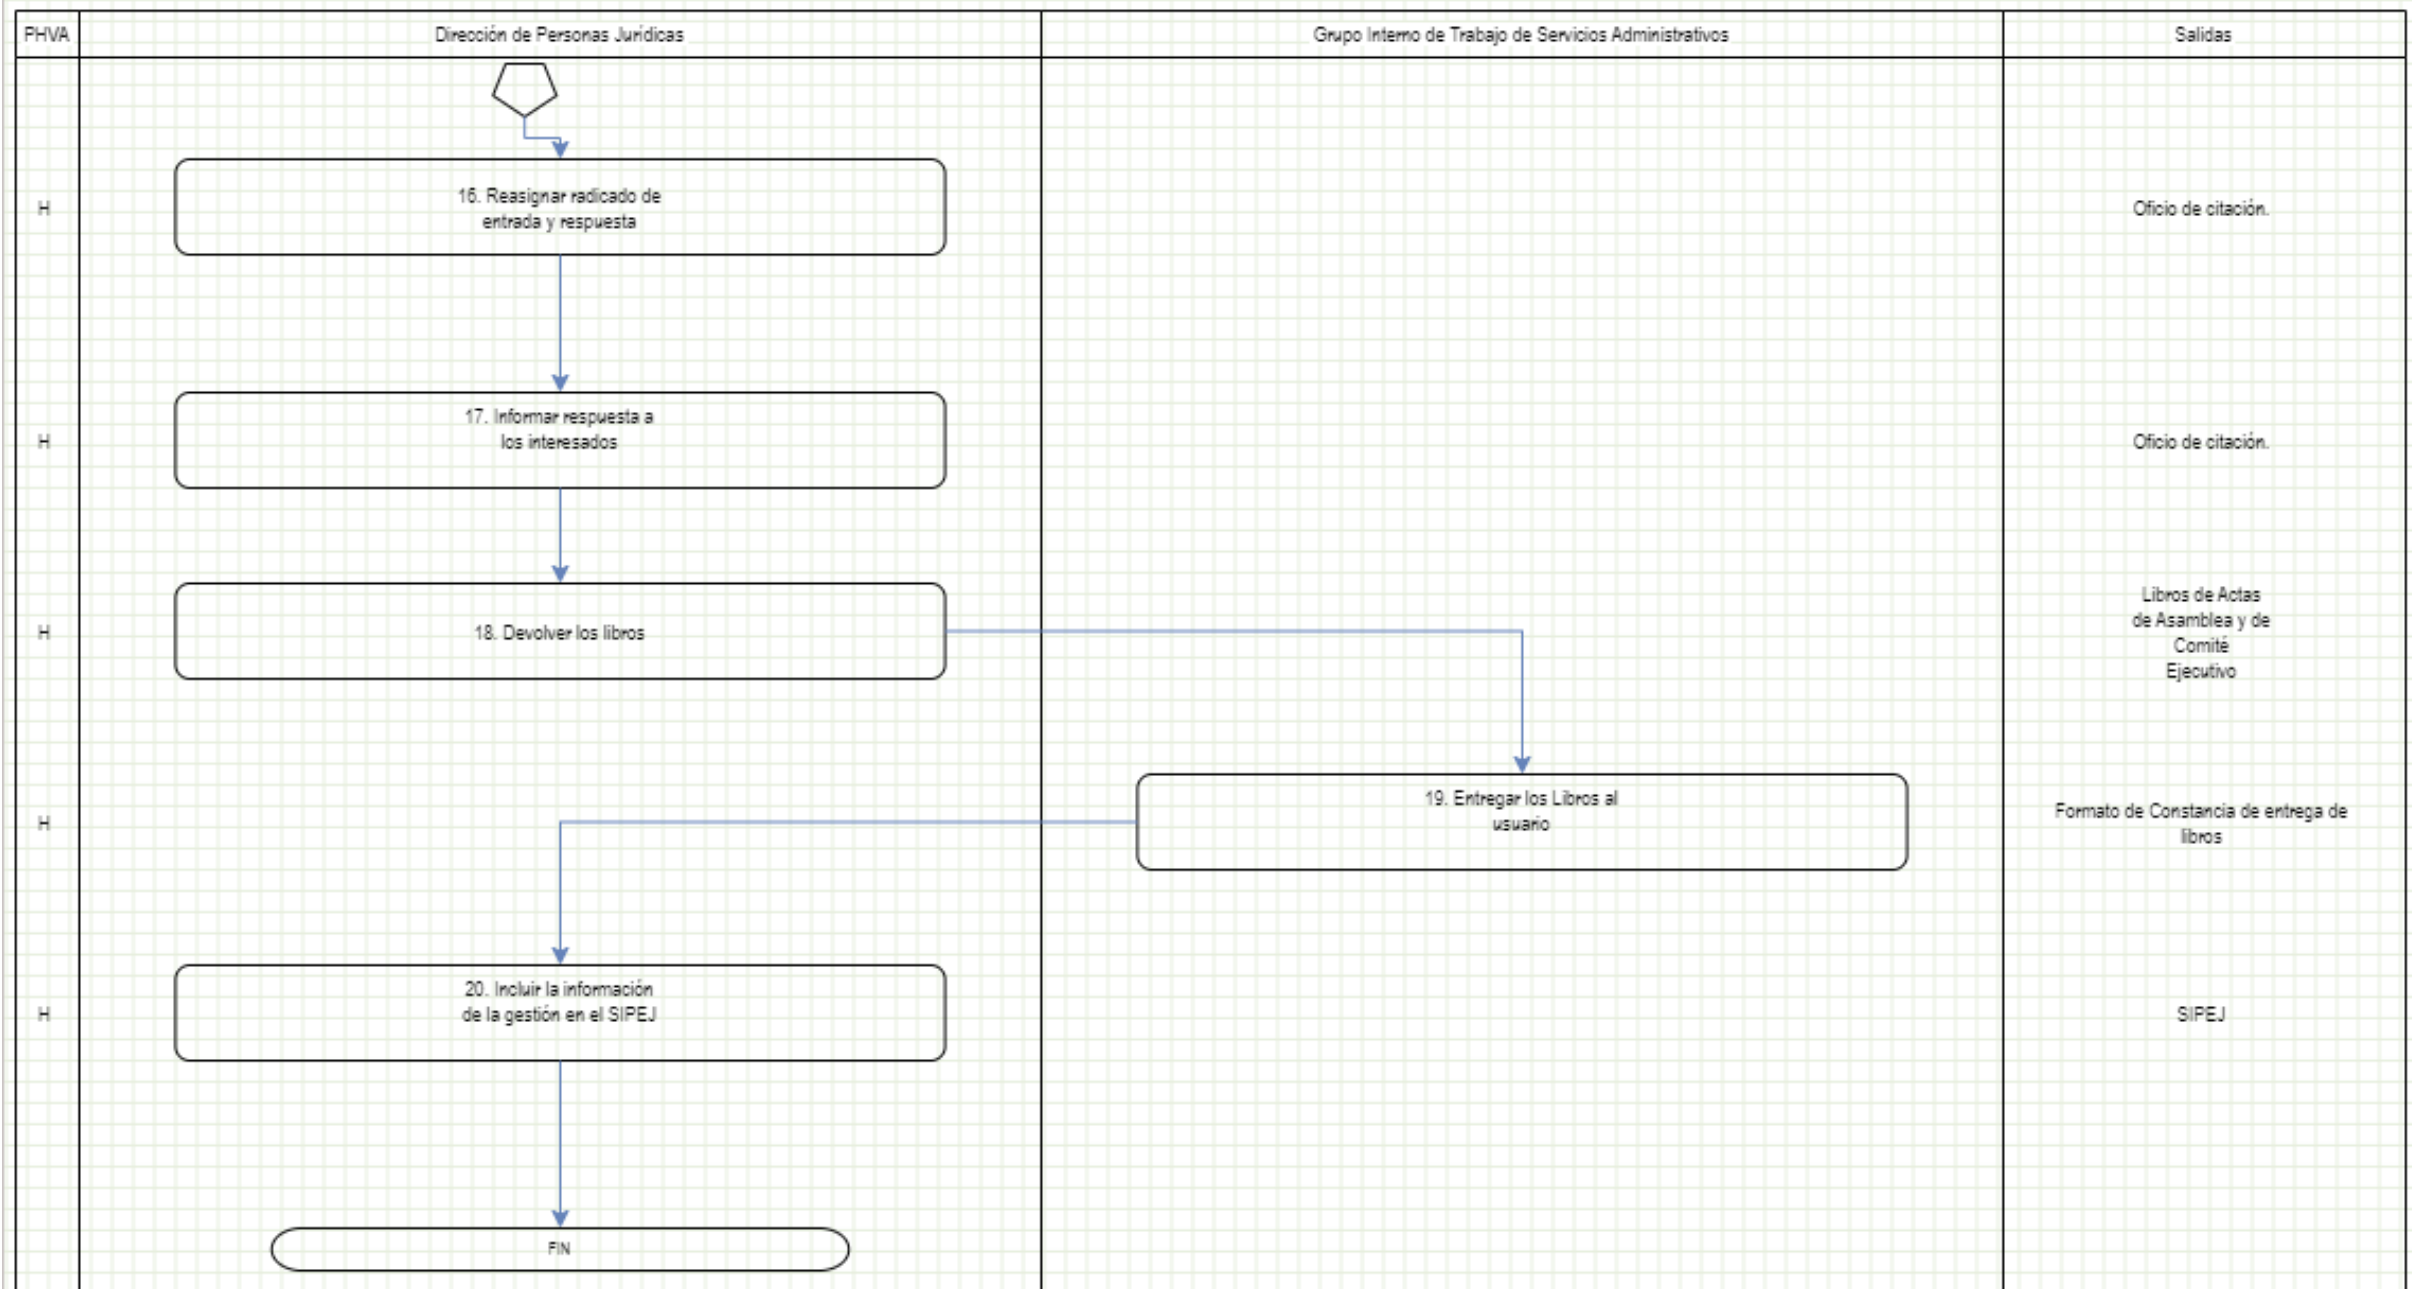 PHVA
Dirección de Personas Jurídicas
Grupo Interno de Trabajo de Servicios Administrativos
Salidas
H
16. Reasignar radicado de
entrada y respuesta
Oficio de citación.
H
17. Informar respuesta a
los interesados
Oficio de citación.
H
18. Devolver los libros
Libros de Actas
de Asamblea y de
Comité
Ejecutivo
H
19. Entregar los Libros al
usuario
Formato de Constancia de entrega de
libros
H
20. Incluir la información
de la gestión en el SIPEJ
SIPEJ
FIN